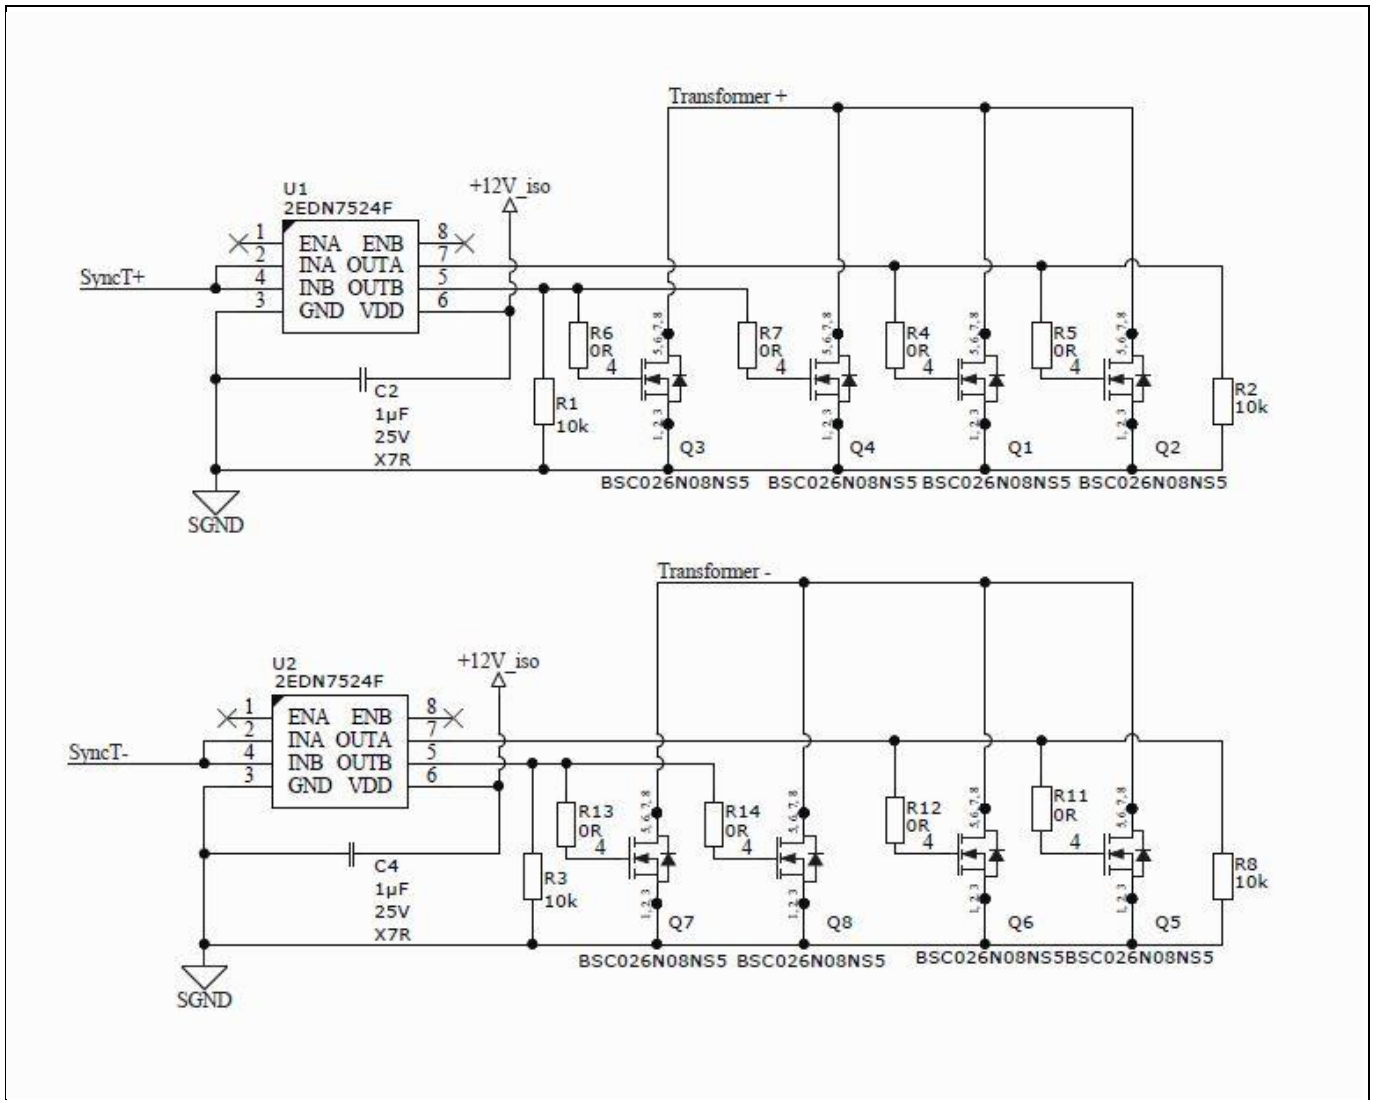 Transformer +
+12V_iso
U1
2EDN7524F
1 ENA ENB 8
2 INA OUTA 7
SyncT+ 4 INB OUTB 5
3 GND VDD 6
5,6,7,8 5,6,7,8 5,6,7,8 5,6,7,8
R6 R7 R4 R5
0R 0R 0R 0R
4 4 4 4
C2 R1 R2
1µF 10k 10k
25V
X7R
1,2,3 1,2,3 1,2,3 1,2,3
Q3 Q4 Q1 Q2
BSC026N08NS5 BSC026N08NS5 BSC026N08NS5 BSC026N08NS5
SGND
Transformer -
+12V_iso
U2
2EDN7524F
1 ENA ENB 8
2 INA OUTA 7
SyncT- 4 INB OUTB 5
3 GND VDD 6
5,6,7,8 5,6,7,8 5,6,7,8 5,6,7,8
R13 R14 R12 R11
0R 0R 0R 0R
4 4 4 4
C4 R3 R8
1µF 10k 10k
25V
X7R
1,2,3 1,2,3 1,2,3 1,2,3
Q7 Q8 Q6 Q5
BSC026N08NS5 BSC026N08NS5 BSC026N08NS5 BSC026N08NS5
SGND